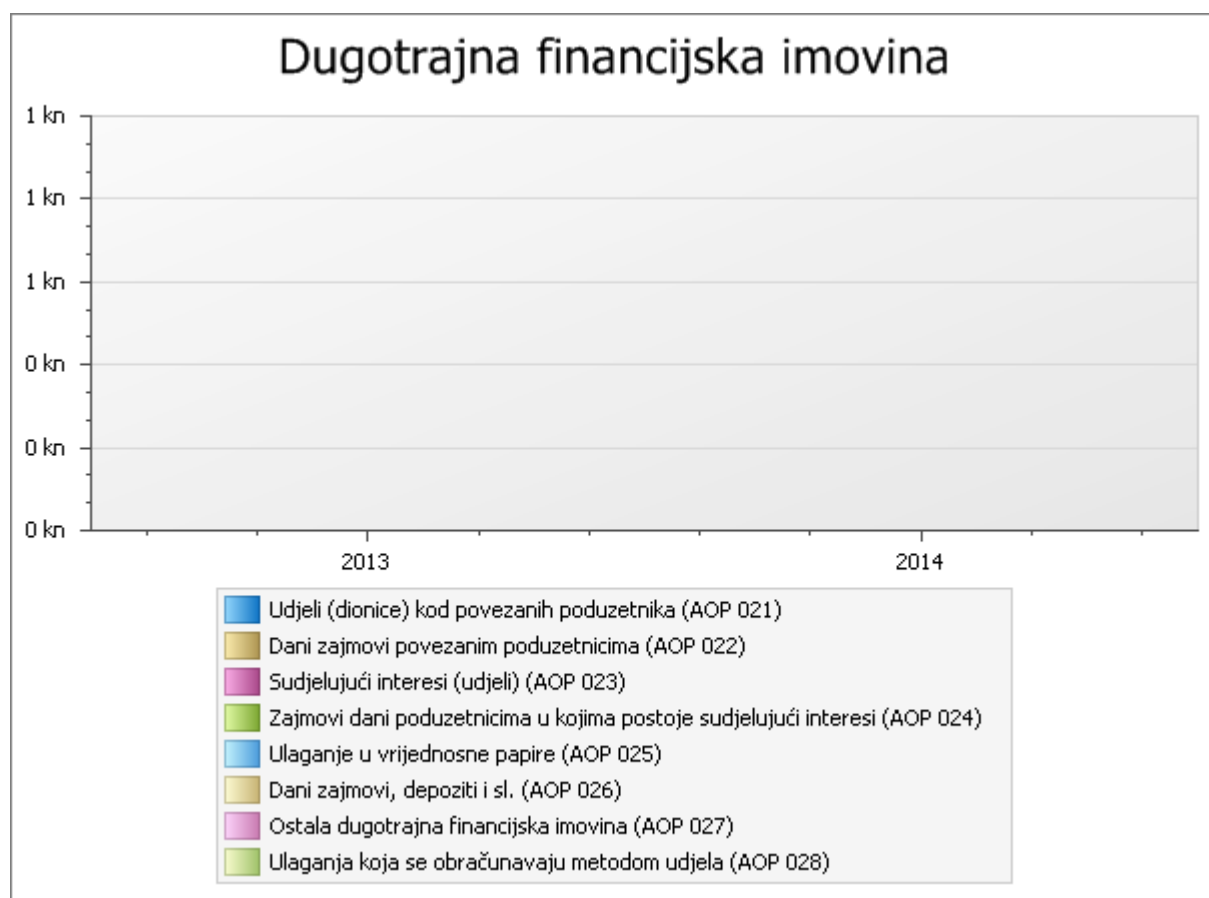 Dugotrajna financijska imovina
1 kn
1 kn
1 kn
0 kn
0 kn
0 kn
2013 2014
Udjeli (dionice) kod povezanih poduzetnika (AOP 021)
Dani zajmovi povezanim poduzetnicima (AOP 022)
Sudjelujući interesi (udjeli) (AOP 023)
Zajmovi dani poduzetnicima u kojima postoje sudjelujući interesi (AOP 024)
Ulaganje u vrijednosne papire (AOP 025)
Dani zajmovi, depoziti i sl. (AOP 026)
Ostala dugotrajna financijska imovina (AOP 027)
Ulaganja koja se obračunavaju metodom udjela (AOP 028)